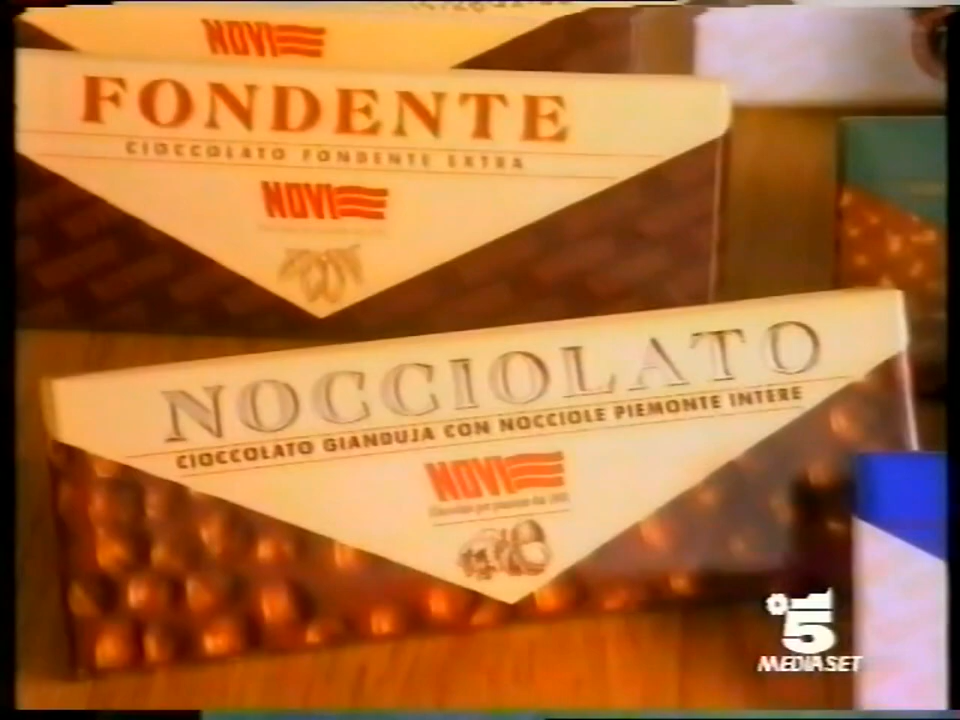 NOVI
FONDENTE
CIOCCOLATO FONDENTE EXTRA
NOVI
NOCCIOLATO
CIOCCOLATO GIANDUJA CON NOCCIOLE PIEMONTE INTERE
NOVI
5
MEDIASET